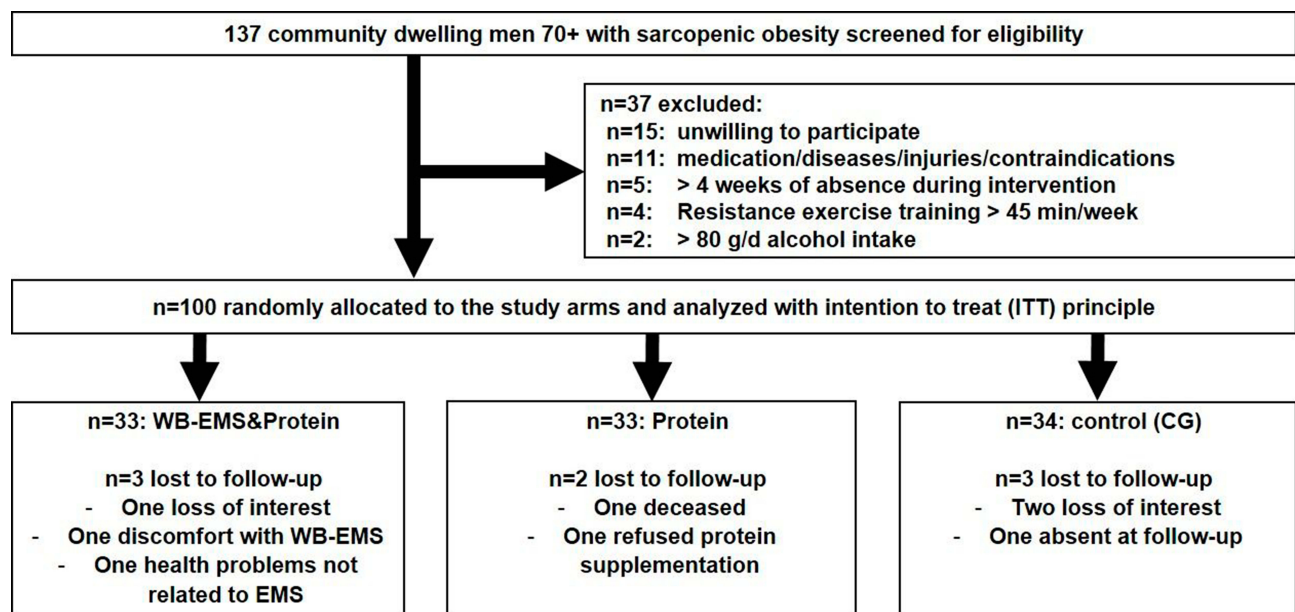 137 community dwelling men 70+ with sarcopenic obesity screened for eligibility
n=37 excluded:
n=15: unwilling to participate
n=11: medication/diseases/injuries/contraindications
n=5: > 4 weeks of absence during intervention
n=4: Resistance exercise training > 45 min/week
n=2: > 80 g/d alcohol intake
n=100 randomly allocated to the study arms and analyzed with intention to treat (ITT) principle
n=33: WB-EMS&Protein
n=3 lost to follow-up
- One loss of interest
- One discomfort with WB-EMS
- One health problems not
related to EMS
n=33: Protein
n=2 lost to follow-up
- One deceased
- One refused protein
supplementation
n=34: control (CG)
n=3 lost to follow-up
- Two loss of interest
- One absent at follow-up